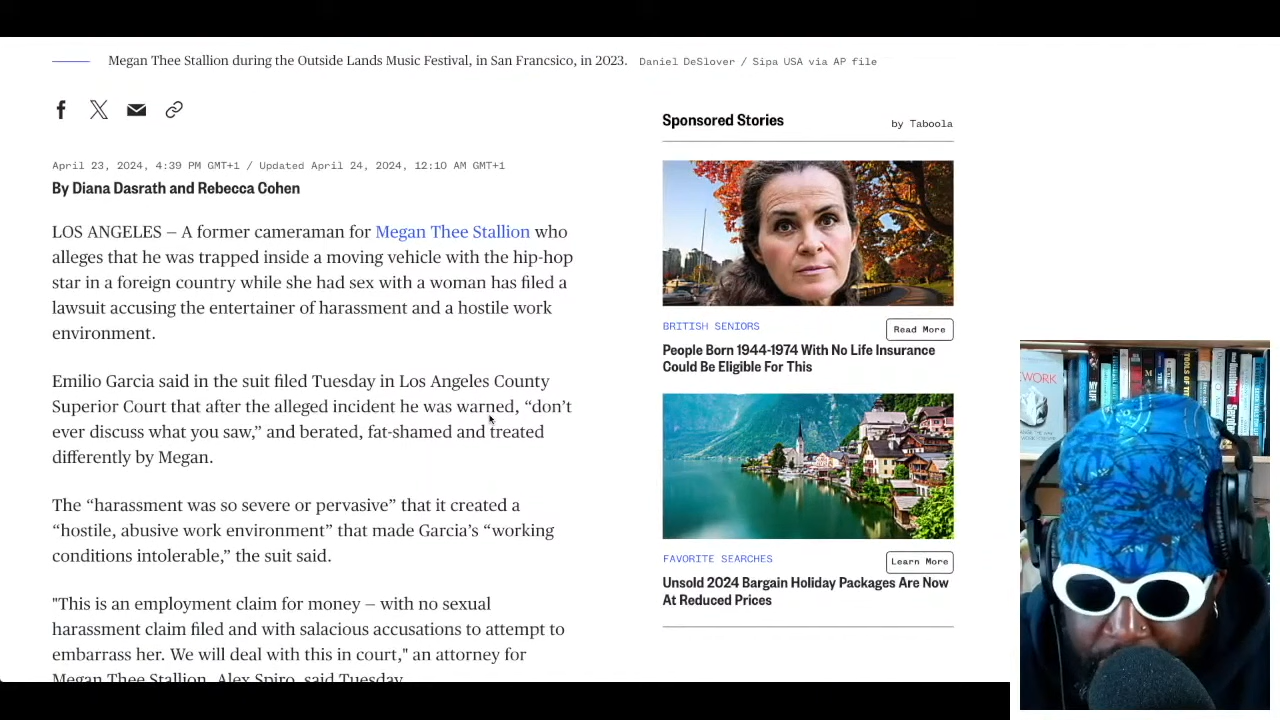 Megan Thee Stallion during the Outside Lands Music Festival, in San Francsico, in 2023. Daniel DeSlover / Sipa USA via AP file
Sponsored Stories
by Taboola
April 23, 2024, 4:39 PM GMT+1 / Updated April 24, 2024, 12:10 AM GMT+1
By Diana Dasrath and Rebecca Cohen
LOS ANGELES — A former cameraman for Megan Thee Stallion who
alleges that he was trapped inside a moving vehicle with the hip-hop
star in a foreign country while she had sex with a woman has filed a
lawsuit accusing the entertainer of harassment and a hostile work
environment.
Emilio Garcia said in the suit filed Tuesday in Los Angeles County
Superior Court that after the alleged incident he was warned, “don’t
ever discuss what you saw,” and berated, fat-shamed and treated
differently by Megan.
The “harassment was so severe or pervasive” that it created a
“hostile, abusive work environment” that made Garcia’s “working
conditions intolerable,” the suit said.
"This is an employment claim for money — with no sexual
harassment claim filed and with salacious accusations to attempt to
embarrass her. We will deal with this in court," an attorney for
Megan Thee Stallion, Alex Spiro, said Tuesday.
BRITISH SENIORS
Read More
People Born 1944-1974 With No Life Insurance
Could Be Eligible For This
FAVORITE SEARCHES
Learn More
Unsold 2024 Bargain Holiday Packages Are Now
At Reduced Prices
TWORK
TOOLS OF